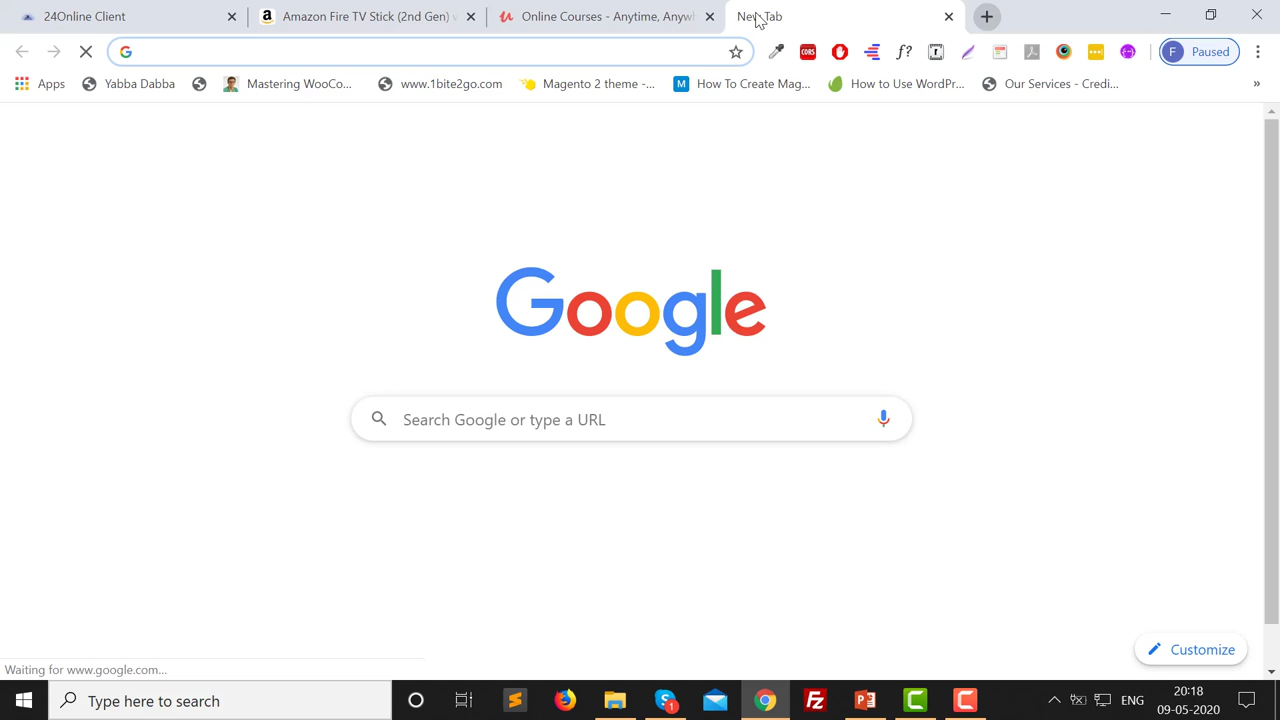 24Online Client
a Amazon Fire TV Stick (2nd Gen) v
u Online Courses - Anytime, Anyw
New Tab
G
CORS
f?
F Paused
Apps
Yabba Dabba
Mastering WooCo...
www.1bite2go.com
Magento 2 theme -...
M How To Create Mag...
How to Use WordPr...
Our Services - Credi...
»
Google
Search Google or type a URL
Customize
Waiting for www.google.com...
Type here to search
S
1
Fz
P
C
C
ENG
20:18
09-05-2020